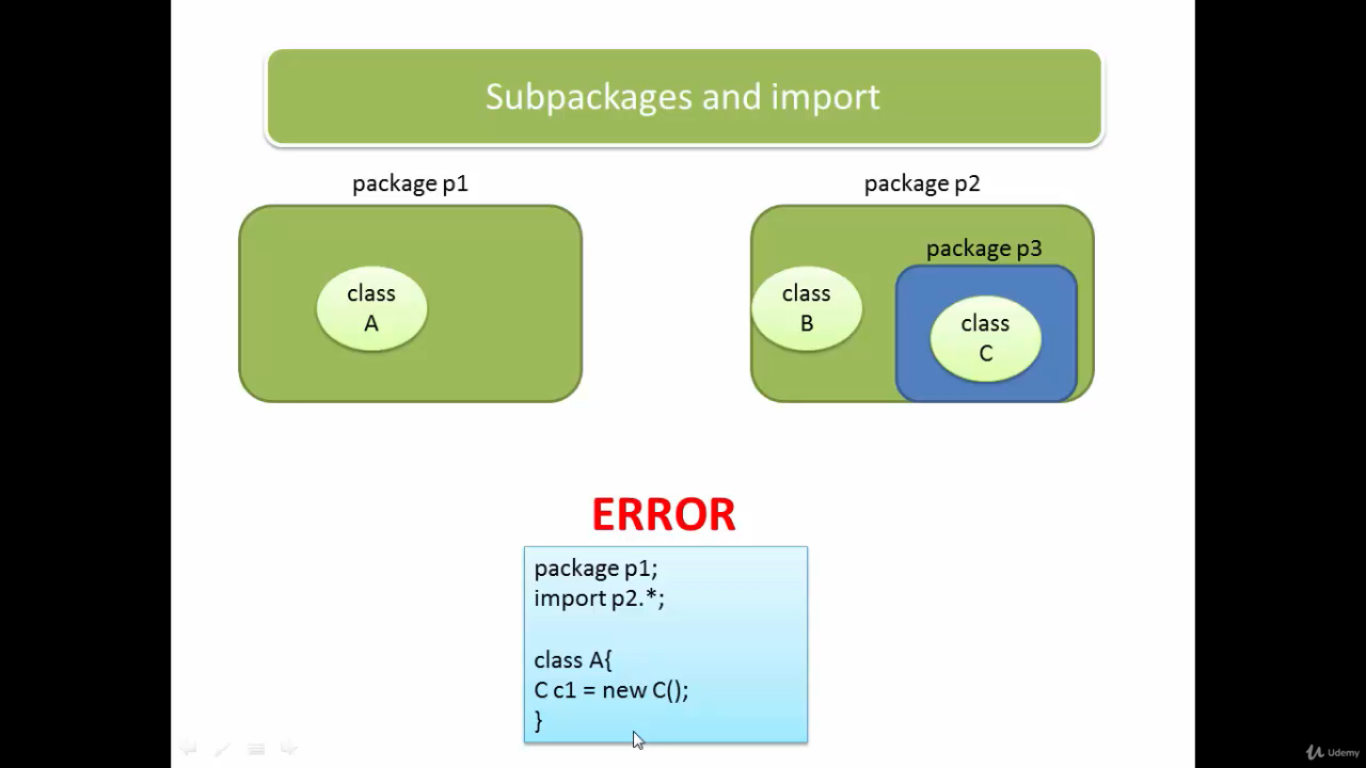 Subpackages and import
package p1
package p2
package p3
class
A
class
B
class
C
ERROR
package p1;
import p2.*;
class A{
C c1 = new C();
}
Udemy